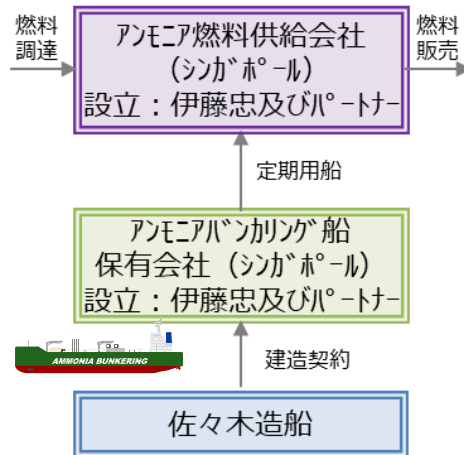 燃料
調達
ｱﾝﾓﾆｱ燃料供給会社
（ｼﾝｶﾞﾎﾟｰﾙ）
設立：伊藤忠及びﾊﾟｰﾄﾅｰ
燃料
販売
定期用船
ｱﾝﾓﾆｱﾊﾞﾝｶﾘﾝｸﾞ船
保有会社（ｼﾝｶﾞﾎﾟｰﾙ）
設立：伊藤忠及びﾊﾟｰﾄﾅｰ
AMMONIA BUNKERING
建造契約
佐々木造船